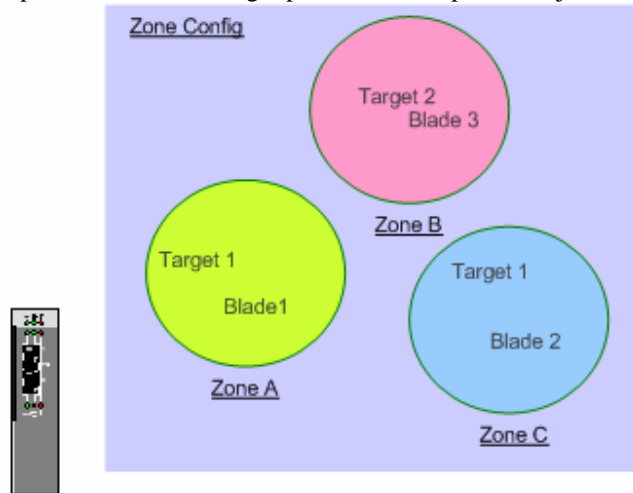 Zone Config
Target 2
Blade 3
Zone B
Target 1
Blade1
Zone A
Target 1
Blade 2
Zone C